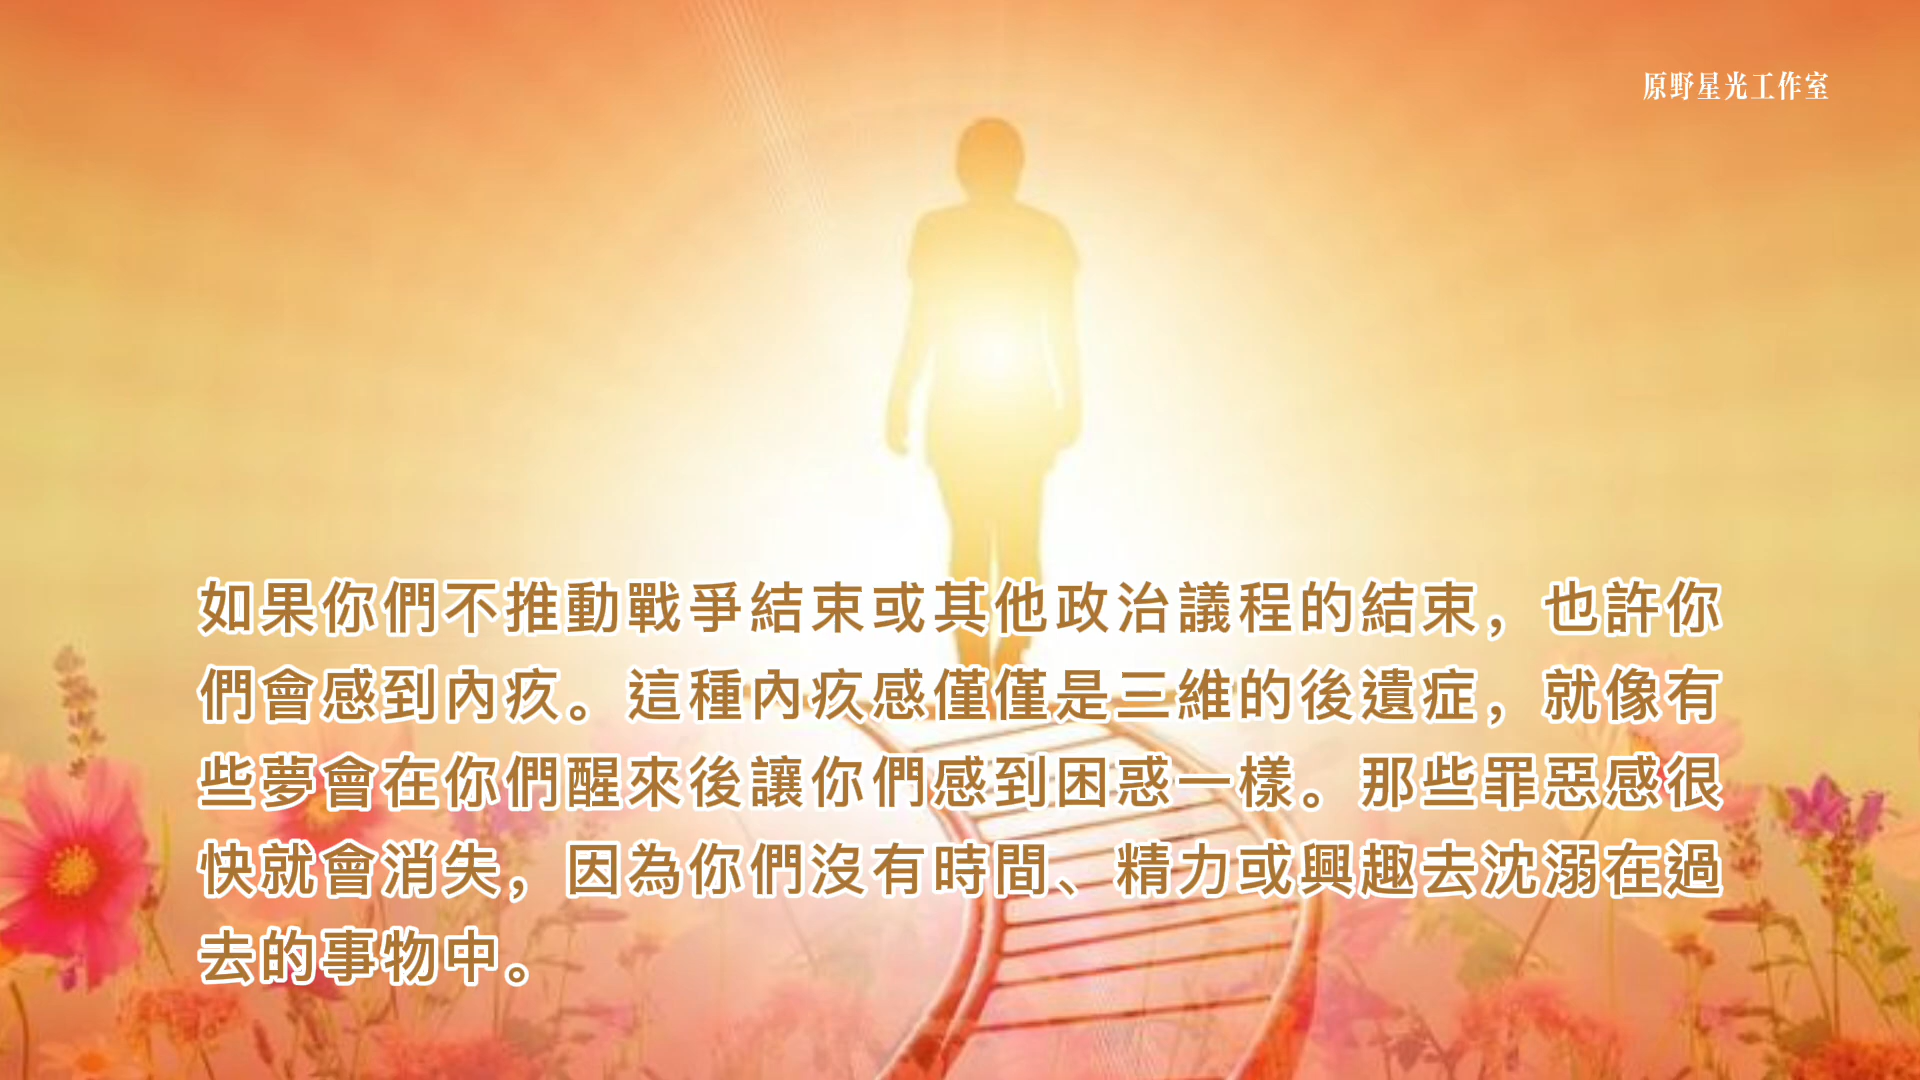 原野星光工作室
如果你們不推動戰爭結束或其他政治議程的結束，也許你
們會感到內疚。這種內疚感僅僅是三維的後遺症，就像有
些夢會在你們醒來後讓你們感到困惑一樣。那些罪惡感很
快就會消失，因為你們沒有時間、精力或興趣去沈溺在過
去的事物中。